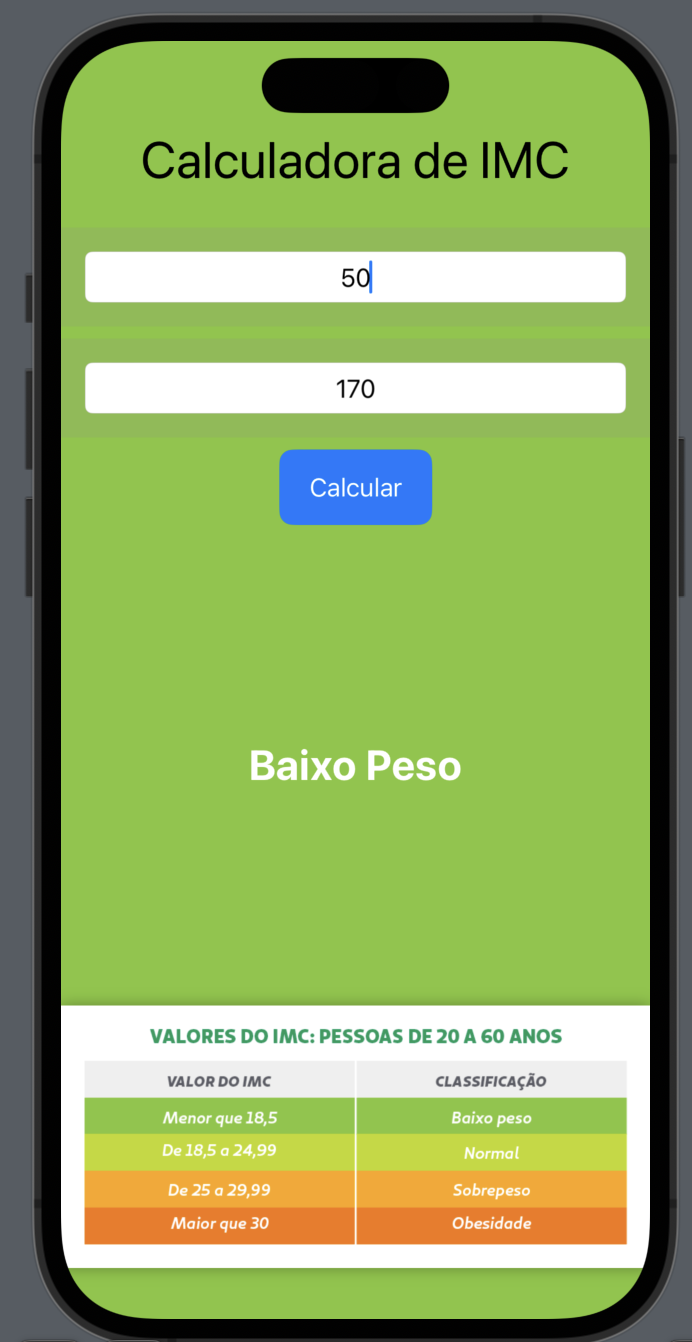 Calculadora de IMC
50
170
Calcular
Baixo Peso
VALORES DO IMC: PESSOAS DE 20 A 60 ANOS
VALOR DO IMC CLASSIFICAÇÃO
Menor que 18,5 Baixo peso
De 18,5 a 24,99 Normal
De 25 a 29,99 Sobrepeso
Maior que 30 Obesidade